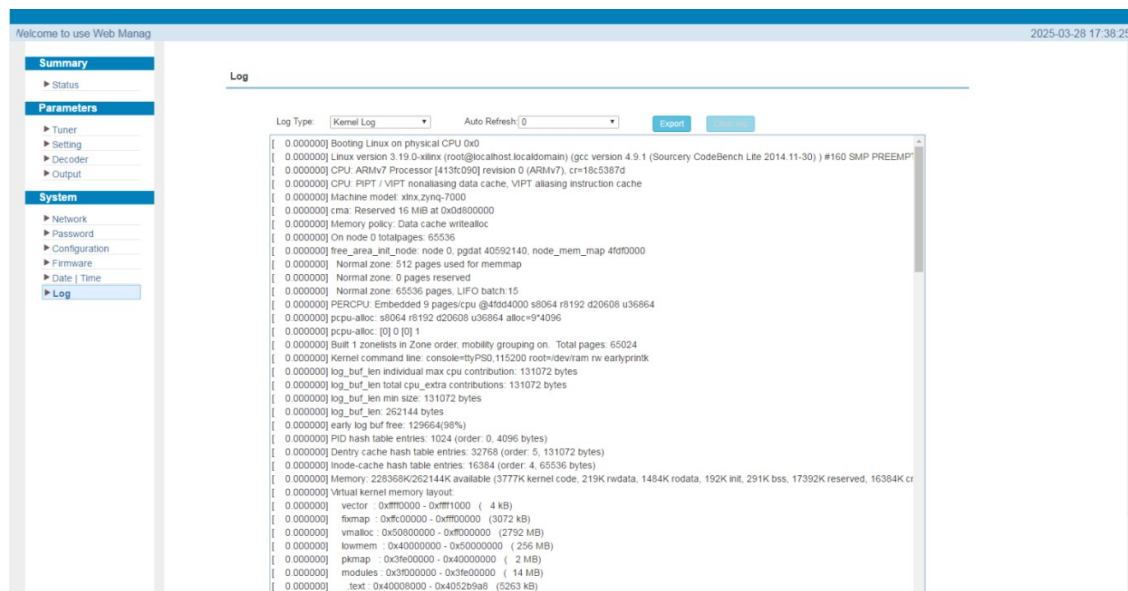 Welcome to use Web Manag
2025-03-28 17:38:25
Summary
Status
Parameters
Tuner
Setting
Decoder
Output
System
Network
Password
Configuration
Firmware
Date | Time
Log
Log
Log Type: Kernel Log Auto Refresh: 0 Export Clear log
[ 0.000000] Booting Linux on physical CPU 0x0
[ 0.000000] Linux version 3.19.0-xilinx (root@localhost.localdomain) (gcc version 4.9.1 (Sourcery CodeBench Lite 2014.11-30) ) #160 SMP PREEMPT
[ 0.000000] CPU: ARMv7 Processor [413fc090] revision 0 (ARMv7), cr=18c5387d
[ 0.000000] CPU: PIPT / VIPT nonaliasing data cache, VIPT aliasing instruction cache
[ 0.000000] Machine model: xlnx,zynq-7000
[ 0.000000] cma: Reserved 16 MiB at 0x0d800000
[ 0.000000] Memory policy: Data cache writealloc
[ 0.000000] On node 0 totalpages: 65536
[ 0.000000] free_area_init_node: node 0, pgdat 40592140, node_mem_map 4fdf0000
[ 0.000000] Normal zone: 512 pages used for memmap
[ 0.000000] Normal zone: 0 pages reserved
[ 0.000000] Normal zone: 65536 pages, LIFO batch:15
[ 0.000000] PERCPU: Embedded 9 pages/cpu @4fdd4000 s8064 r8192 d20608 u36864
[ 0.000000] pcpu-alloc: s8064 r8192 d20608 u36864 alloc=9*4096
[ 0.000000] pcpu-alloc: [0] 0 [0] 1
[ 0.000000] Built 1 zonelists in Zone order, mobility grouping on. Total pages: 65024
[ 0.000000] Kernel command line: console=ttyPS0,115200 root=/dev/ram rw earlyprintk
[ 0.000000] log_buf_len individual max cpu contribution: 131072 bytes
[ 0.000000] log_buf_len total cpu_extra contributions: 131072 bytes
[ 0.000000] log_buf_len min size: 131072 bytes
[ 0.000000] log_buf_len: 262144 bytes
[ 0.000000] early log buf free: 129664(98%)
[ 0.000000] PID hash table entries: 1024 (order: 0, 4096 bytes)
[ 0.000000] Dentry cache hash table entries: 32768 (order: 5, 131072 bytes)
[ 0.000000] Inode-cache hash table entries: 16384 (order: 4, 65536 bytes)
[ 0.000000] Memory: 228368K/262144K available (3777K kernel code, 219K rwdata, 1484K rodata, 192K init, 291K bss, 17392K reserved, 16384K cr
[ 0.000000] Virtual kernel memory layout:
[ 0.000000] vector : 0xffff0000 - 0xffff1000 ( 4 kB)
[ 0.000000] fixmap : 0xffc00000 - 0xfff00000 (3072 kB)
[ 0.000000] vmalloc : 0x50800000 - 0xff000000 (2792 MB)
[ 0.000000] lowmem : 0x40000000 - 0x50000000 ( 256 MB)
[ 0.000000] pkmap : 0x3fe00000 - 0x40000000 ( 2 MB)
[ 0.000000] modules : 0x3f000000 - 0x3fe00000 ( 14 MB)
[ 0.000000] .text : 0x40008000 - 0x4052b9a8 (5263 kB)